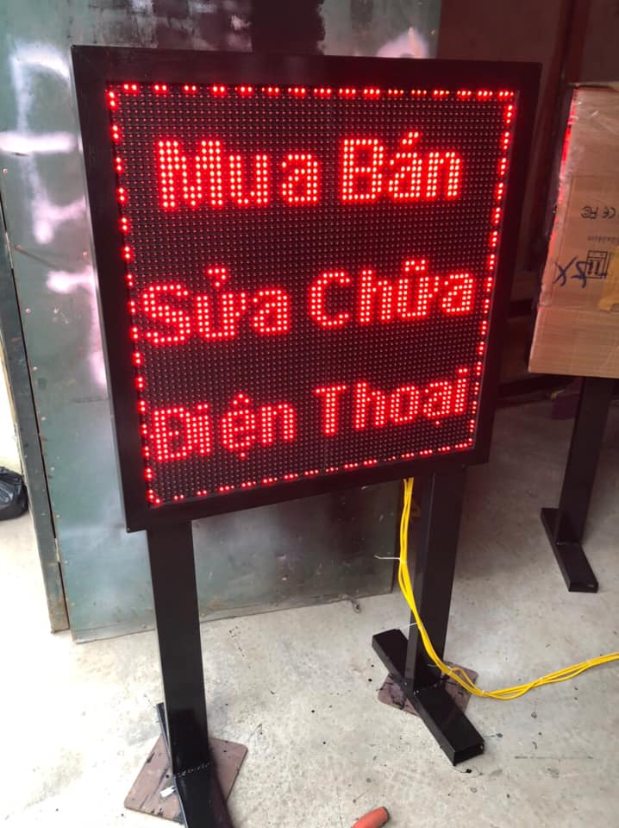 Mua Bán
Sửa Chữa
Điện Thoại